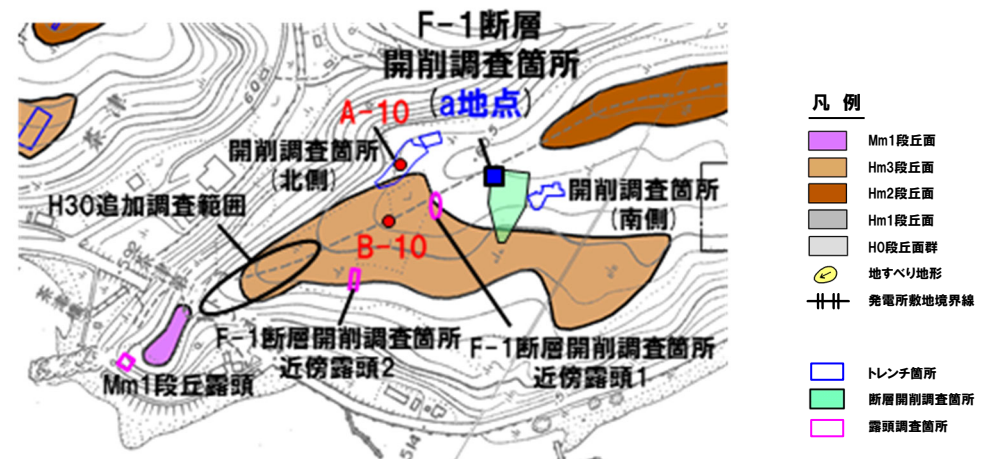 F-1断層
開削調査箇所
(a地点)
A-10
開削調査箇所
(北側)
H30追加調査範囲
B-10
開削調査箇所
(南側)
F-1断層開削調査箇所
近傍露頭2
F-1断層開削調査箇所
近傍露頭1
Mm1段丘露頭
60
5
50
514
凡 例
Mm1段丘面
Hm3段丘面
Hm2段丘面
Hm1段丘面
H0段丘面群
地すべり地形
発電所敷地境界線
トレンチ箇所
断層開削調査箇所
露頭調査箇所